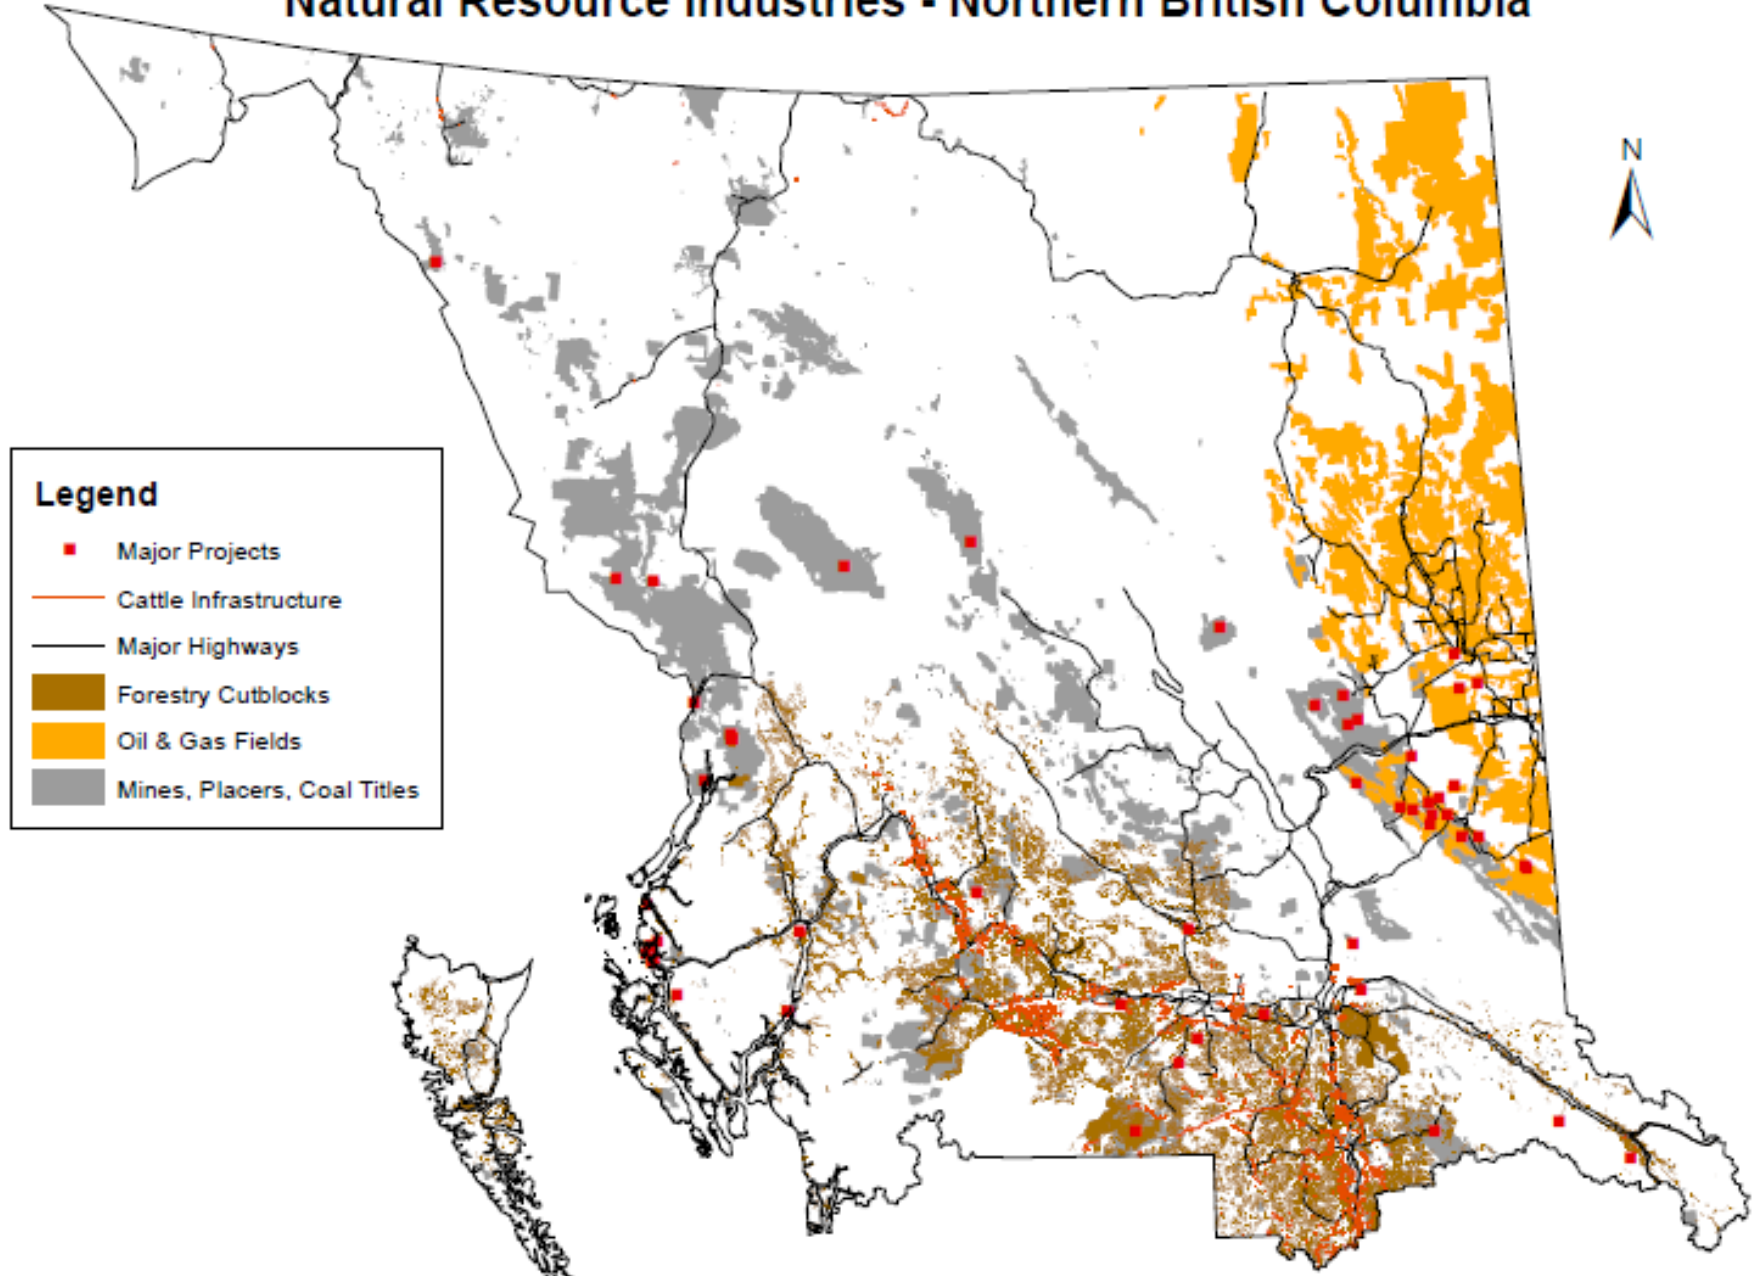 Natural Resource Industries - Northern British Columbia
N
Legend
Major Projects
Cattle Infrastructure
Major Highways
Forestry Cutblocks
Oil & Gas Fields
Mines, Placers, Coal Titles